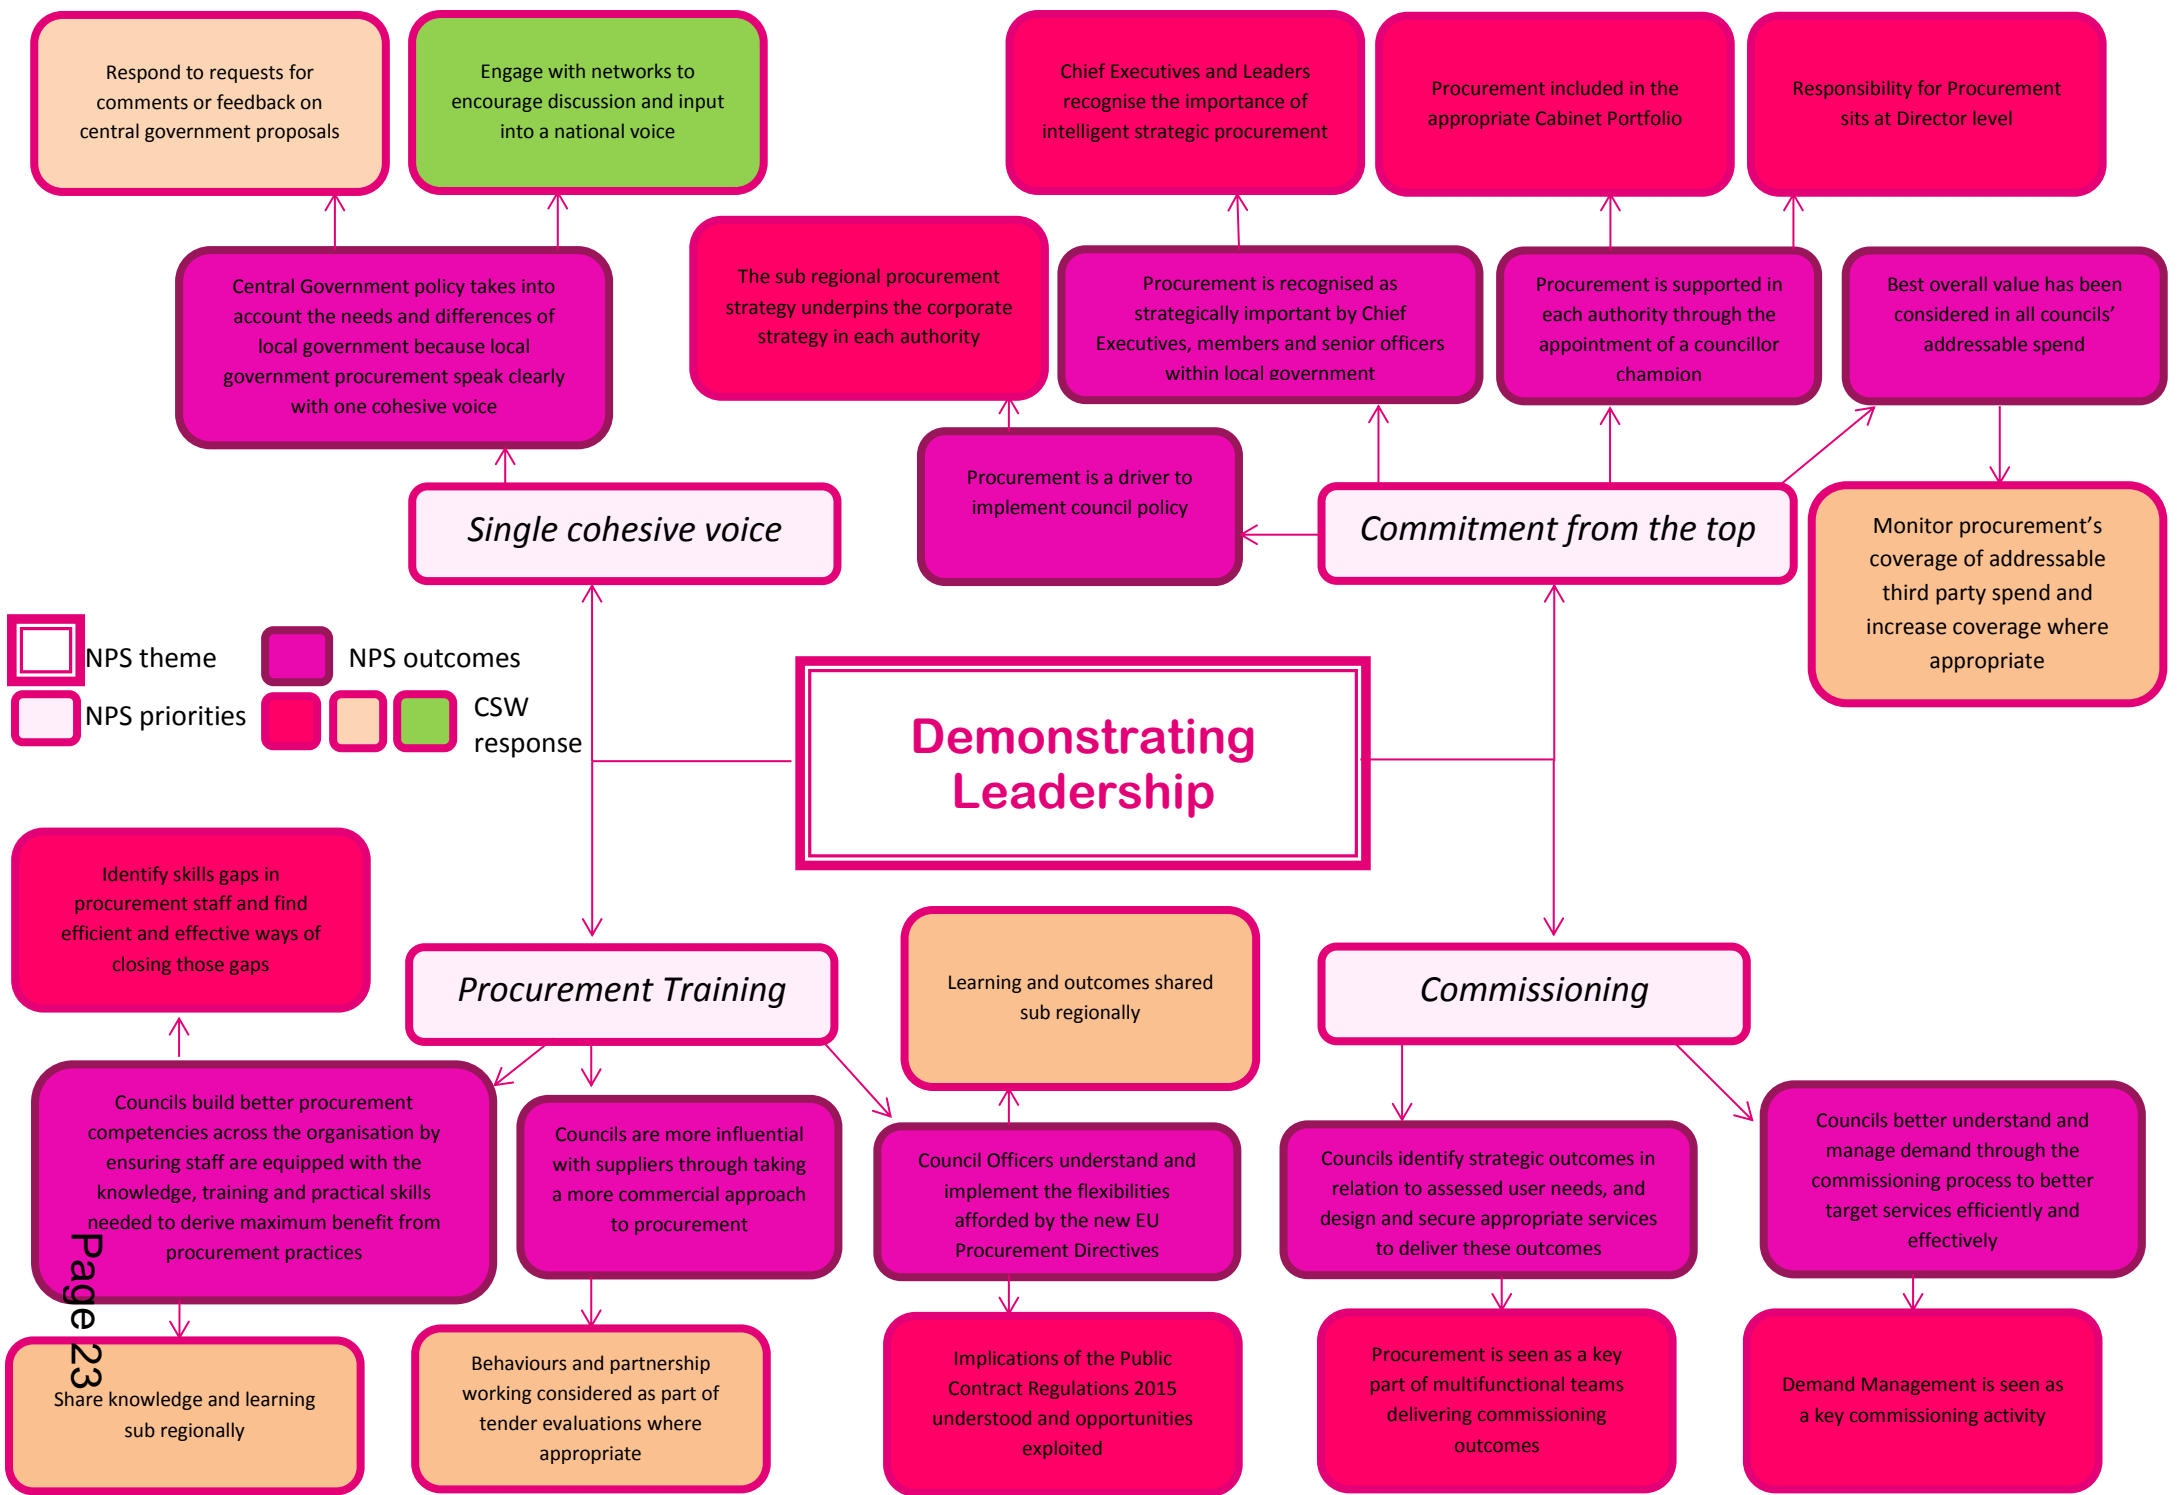 Respond to requests for
comments or feedback on
central government proposals
Engage with networks to
encourage discussion and input
into a national voice
Chief Executives and Leaders
recognise the importance of
intelligent strategic procurement
Procurement included in the
appropriate Cabinet Portfolio
Responsibility for Procurement
sits at Director level
Central Government policy takes into
account the needs and differences of
local government because local
government procurement speak clearly
with one cohesive voice
The sub regional procurement
strategy underpins the corporate
strategy in each authority
Procurement is recognised as
strategically important by Chief
Executives, members and senior officers
within local government
Procurement is supported in
each authority through the
appointment of a councillor
champion
Best overall value has been
considered in all councils'
addressable spend
Single cohesive voice
Procurement is a driver to
implement council policy
Commitment from the top
Monitor procurement's
coverage of addressable
third party spend and
increase coverage where
appropriate
NPS theme
NPS outcomes
NPS priorities
CSW
response
Demonstrating
Leadership
Identify skills gaps in
procurement staff and find
efficient and effective ways of
closing those gaps
Procurement Training
Learning and outcomes shared
sub regionally
Commissioning
Councils build better procurement
competencies across the organisation by
ensuring staff are equipped with the
knowledge, training and practical skills
needed to derive maximum benefit from
procurement practices
Councils are more influential
with suppliers through taking
a more commercial approach
to procurement
Council Officers understand and
implement the flexibilities
afforded by the new EU
Procurement Directives
Councils identify strategic outcomes in
relation to assessed user needs, and
design and secure appropriate services
to deliver these outcomes
Councils better understand and
manage demand through the
commissioning process to better
target services efficiently and
effectively
Page 23
Share knowledge and learning
sub regionally
Behaviours and partnership
working considered as part of
tender evaluations where
appropriate
Implications of the Public
Contract Regulations 2015
understood and opportunities
exploited
Procurement is seen as a key
part of multifunctional teams
delivering commissioning
outcomes
Demand Management is seen as
a key commissioning activity